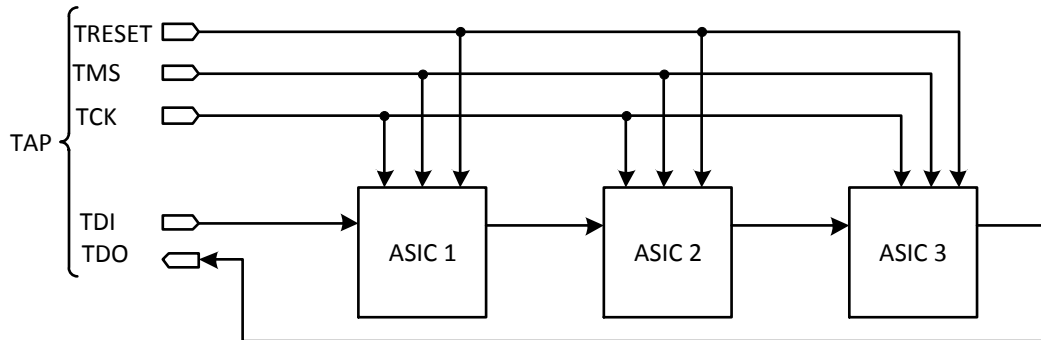 TRESET
TMS
TCK
TAP
TDI
TDO
ASIC 1
ASIC 2
ASIC 3